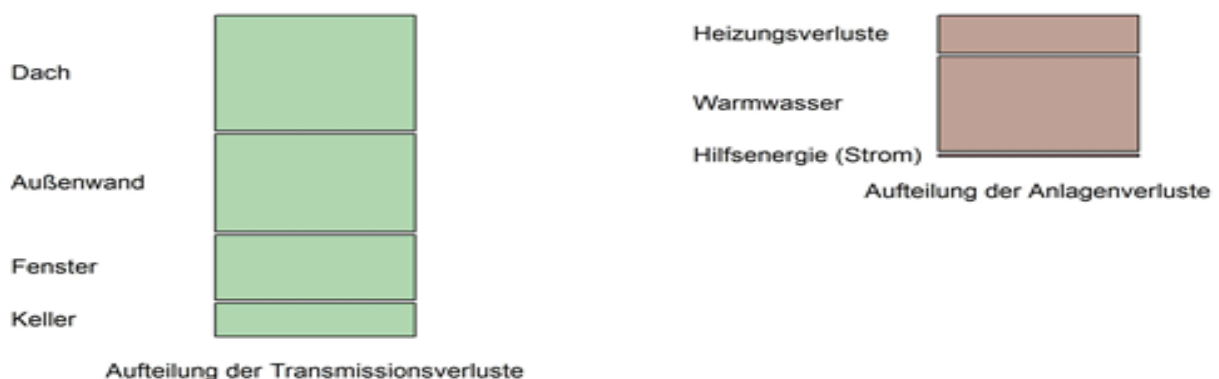 Dach
Außenwand
Fenster
Keller
Aufteilung der Transmissionsverluste
Heizungsverluste
Warmwasser
Hilfsenergie (Strom)
Aufteilung der Anlagenverluste